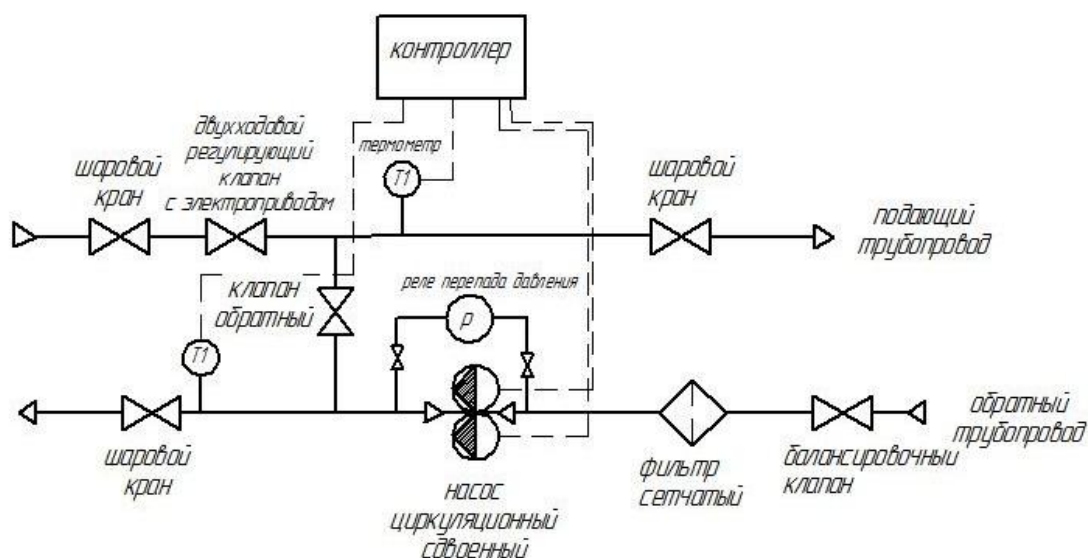 контроллер
двухходовой
регулирующий
клапан
с электроприводом
шаровой
кран
термометр
T1
шаровой
кран
подающий
трубопровод
клапан
обратный
реле перепада давления
P
T1
шаровой
кран
насос
циркуляционный
сдвоенный
фильтр
сетчатый
балансировочный
клапан
обратный
трубопровод